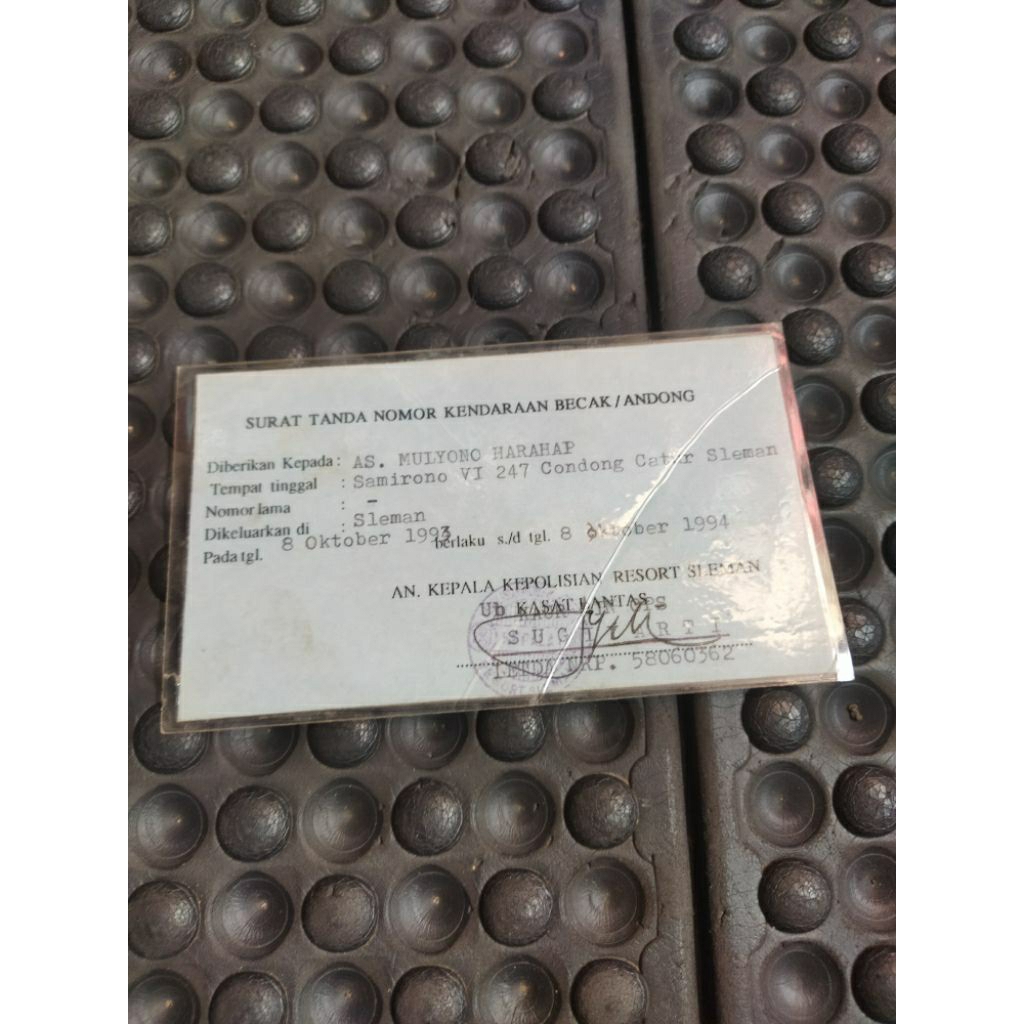 SURAT TANDA NOMOR KENDARAAN BECAK/ANDONG
Diberikan Kepada : AS. MULYONO HARAHAP
Tempat tinggal : Samirono VI 247 Condong Catur Sleman
Nomor lama : -
Dikeluarkan di : Sleman
Pada tgl. 8 Oktober 1993 berlaku s./d tgl. 8 Oktober 1994
AN. KEPALA KEPOLISIAN RESORT SLEMAN
Ub KASAT LANTAS
58060362